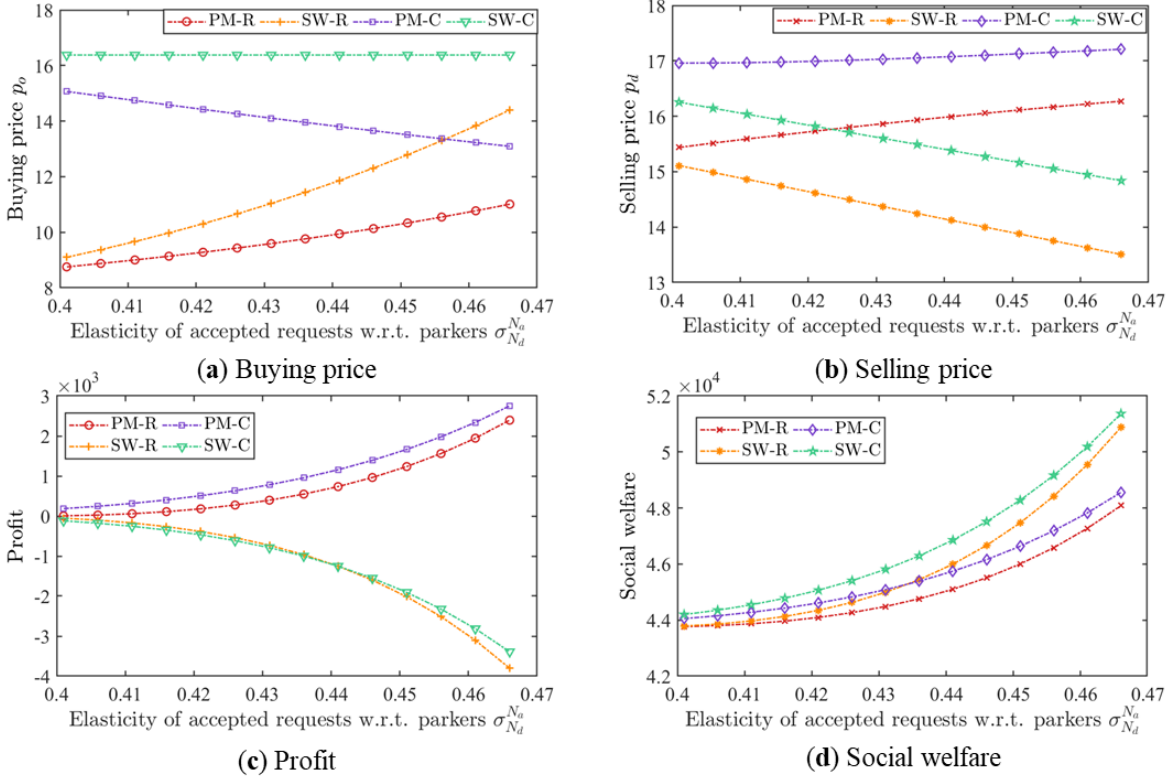 PM-R SW-R PM-C SW-C
18
16
14
12
10
8
Buying price p_o
0.4 0.41 0.42 0.43 0.44 0.45 0.46 0.47
Elasticity of accepted requests w.r.t. parkers σ_{N_d}^{N_a}
(a) Buying price
PM-R SW-R PM-C SW-C
18
17
16
15
14
13
Selling price p_d
0.4 0.41 0.42 0.43 0.44 0.45 0.46 0.47
Elasticity of accepted requests w.r.t. parkers σ_{N_d}^{N_a}
(b) Selling price
×10^3
PM-R PM-C
SW-R SW-C
3
2
1
0
-1
-2
-3
-4
Profit
0.4 0.41 0.42 0.43 0.44 0.45 0.46 0.47
Elasticity of accepted requests w.r.t. parkers σ_{N_d}^{N_a}
(c) Profit
×10^4
PM-R PM-C
SW-R SW-C
5.2
5.0
4.8
4.6
4.4
4.2
Social welfare
0.4 0.41 0.42 0.43 0.44 0.45 0.46 0.47
Elasticity of accepted requests w.r.t. parkers σ_{N_d}^{N_a}
(d) Social welfare